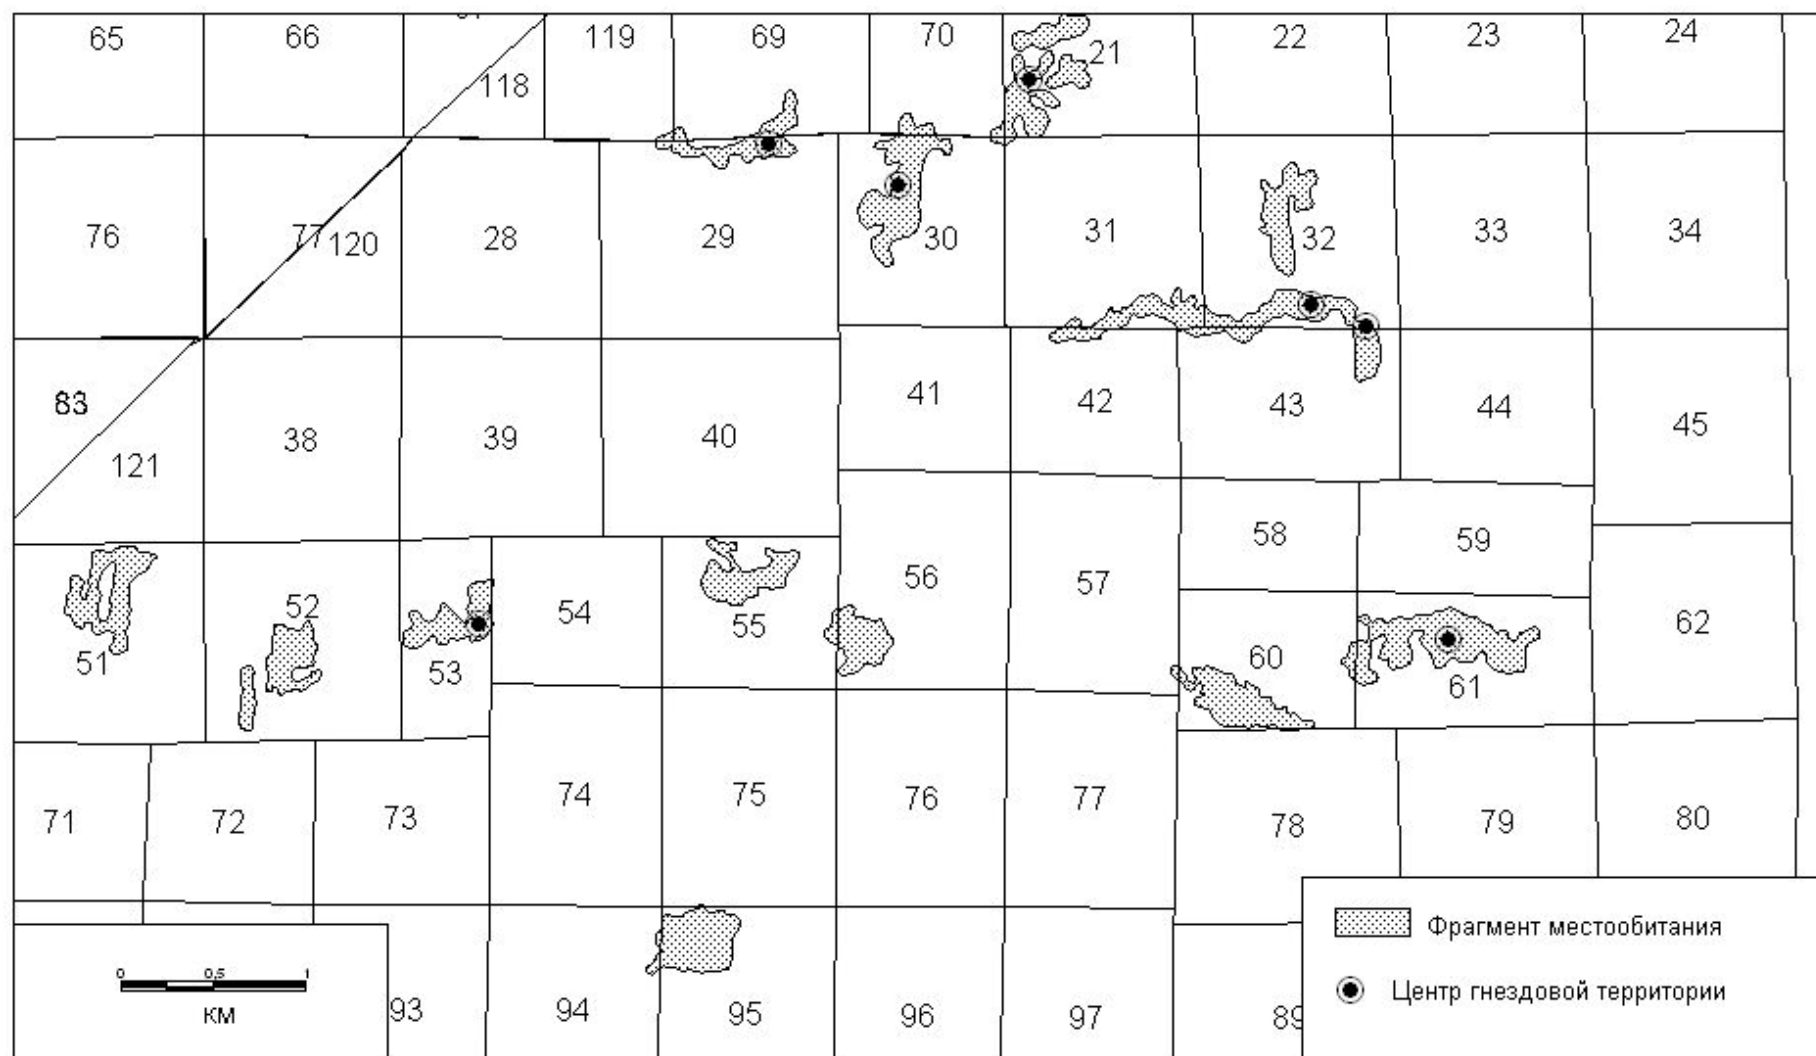 65 66 119 69 70 21 22 23 24
118
76 77 120 28 29 30 31 32 33 34
83 121 38 39 40 41 42 43 44 45
58 59
51 52 53 54 55 56 57 60 61 62
71 72 73 74 75 76 77 78 79 80
93 94 95 96 97 89
0 0,5 1
КМ
Фрагмент местообитания
Центр гнездовой территории